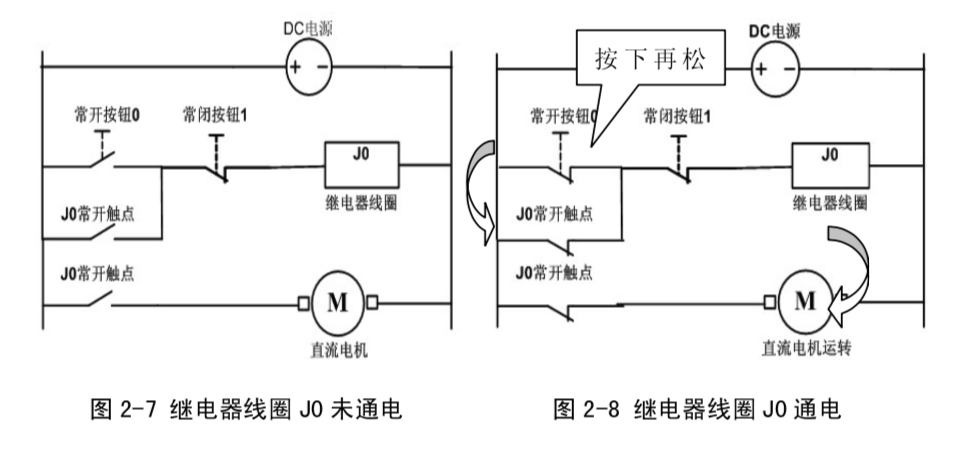 DC电源
+ -
常开按钮0 常闭按钮1
J0
继电器线圈
J0常开触点
J0常开触点
M
直流电机
图 2-7 继电器线圈 J0 未通电
DC电源
按下再松
+ -
常开按钮0 常闭按钮1
J0
继电器线圈
J0常开触点
J0常开触点
M
直流电机运转
图 2-8 继电器线圈 J0 通电